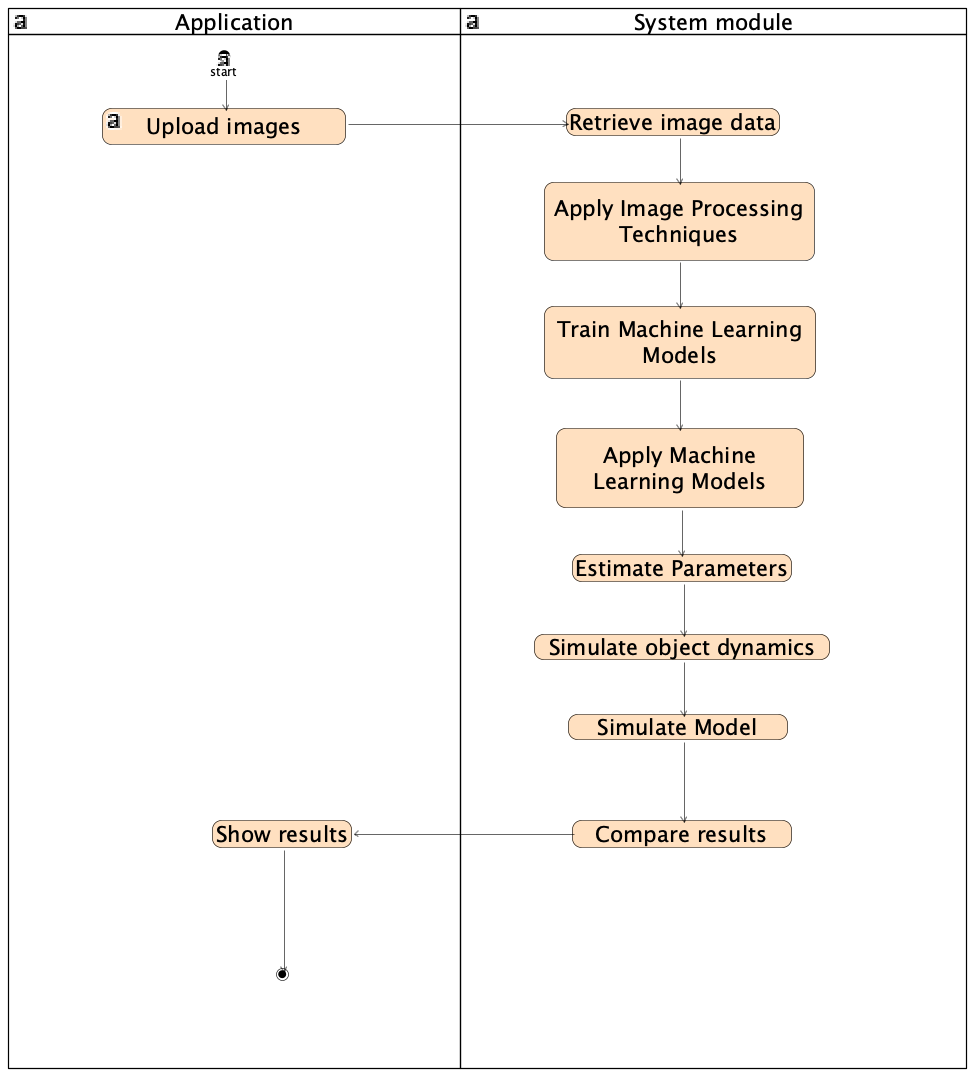 a Application
a System module
a
start
a
Upload images
Retrieve image data
Apply Image Processing
Techniques
Train Machine Learning
Models
Apply Machine
Learning Models
Estimate Parameters
Simulate object dynamics
Simulate Model
Show results
Compare results